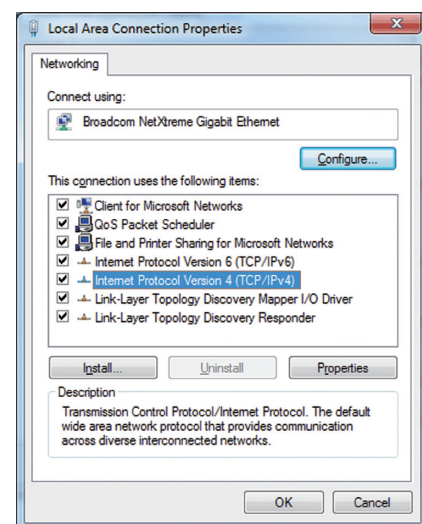 Local Area Connection Properties
Networking
Connect using:
Broadcom NetXtreme Gigabit Ethernet
Configure...
This connection uses the following items:
Client for Microsoft Networks
QoS Packet Scheduler
File and Printer Sharing for Microsoft Networks
Internet Protocol Version 6 (TCP/IPv6)
Internet Protocol Version 4 (TCP/IPv4)
Link-Layer Topology Discovery Mapper I/O Driver
Link-Layer Topology Discovery Responder
Install... Uninstall Properties
Description
Transmission Control Protocol/Internet Protocol. The default
wide area network protocol that provides communication
across diverse interconnected networks.
OK Cancel